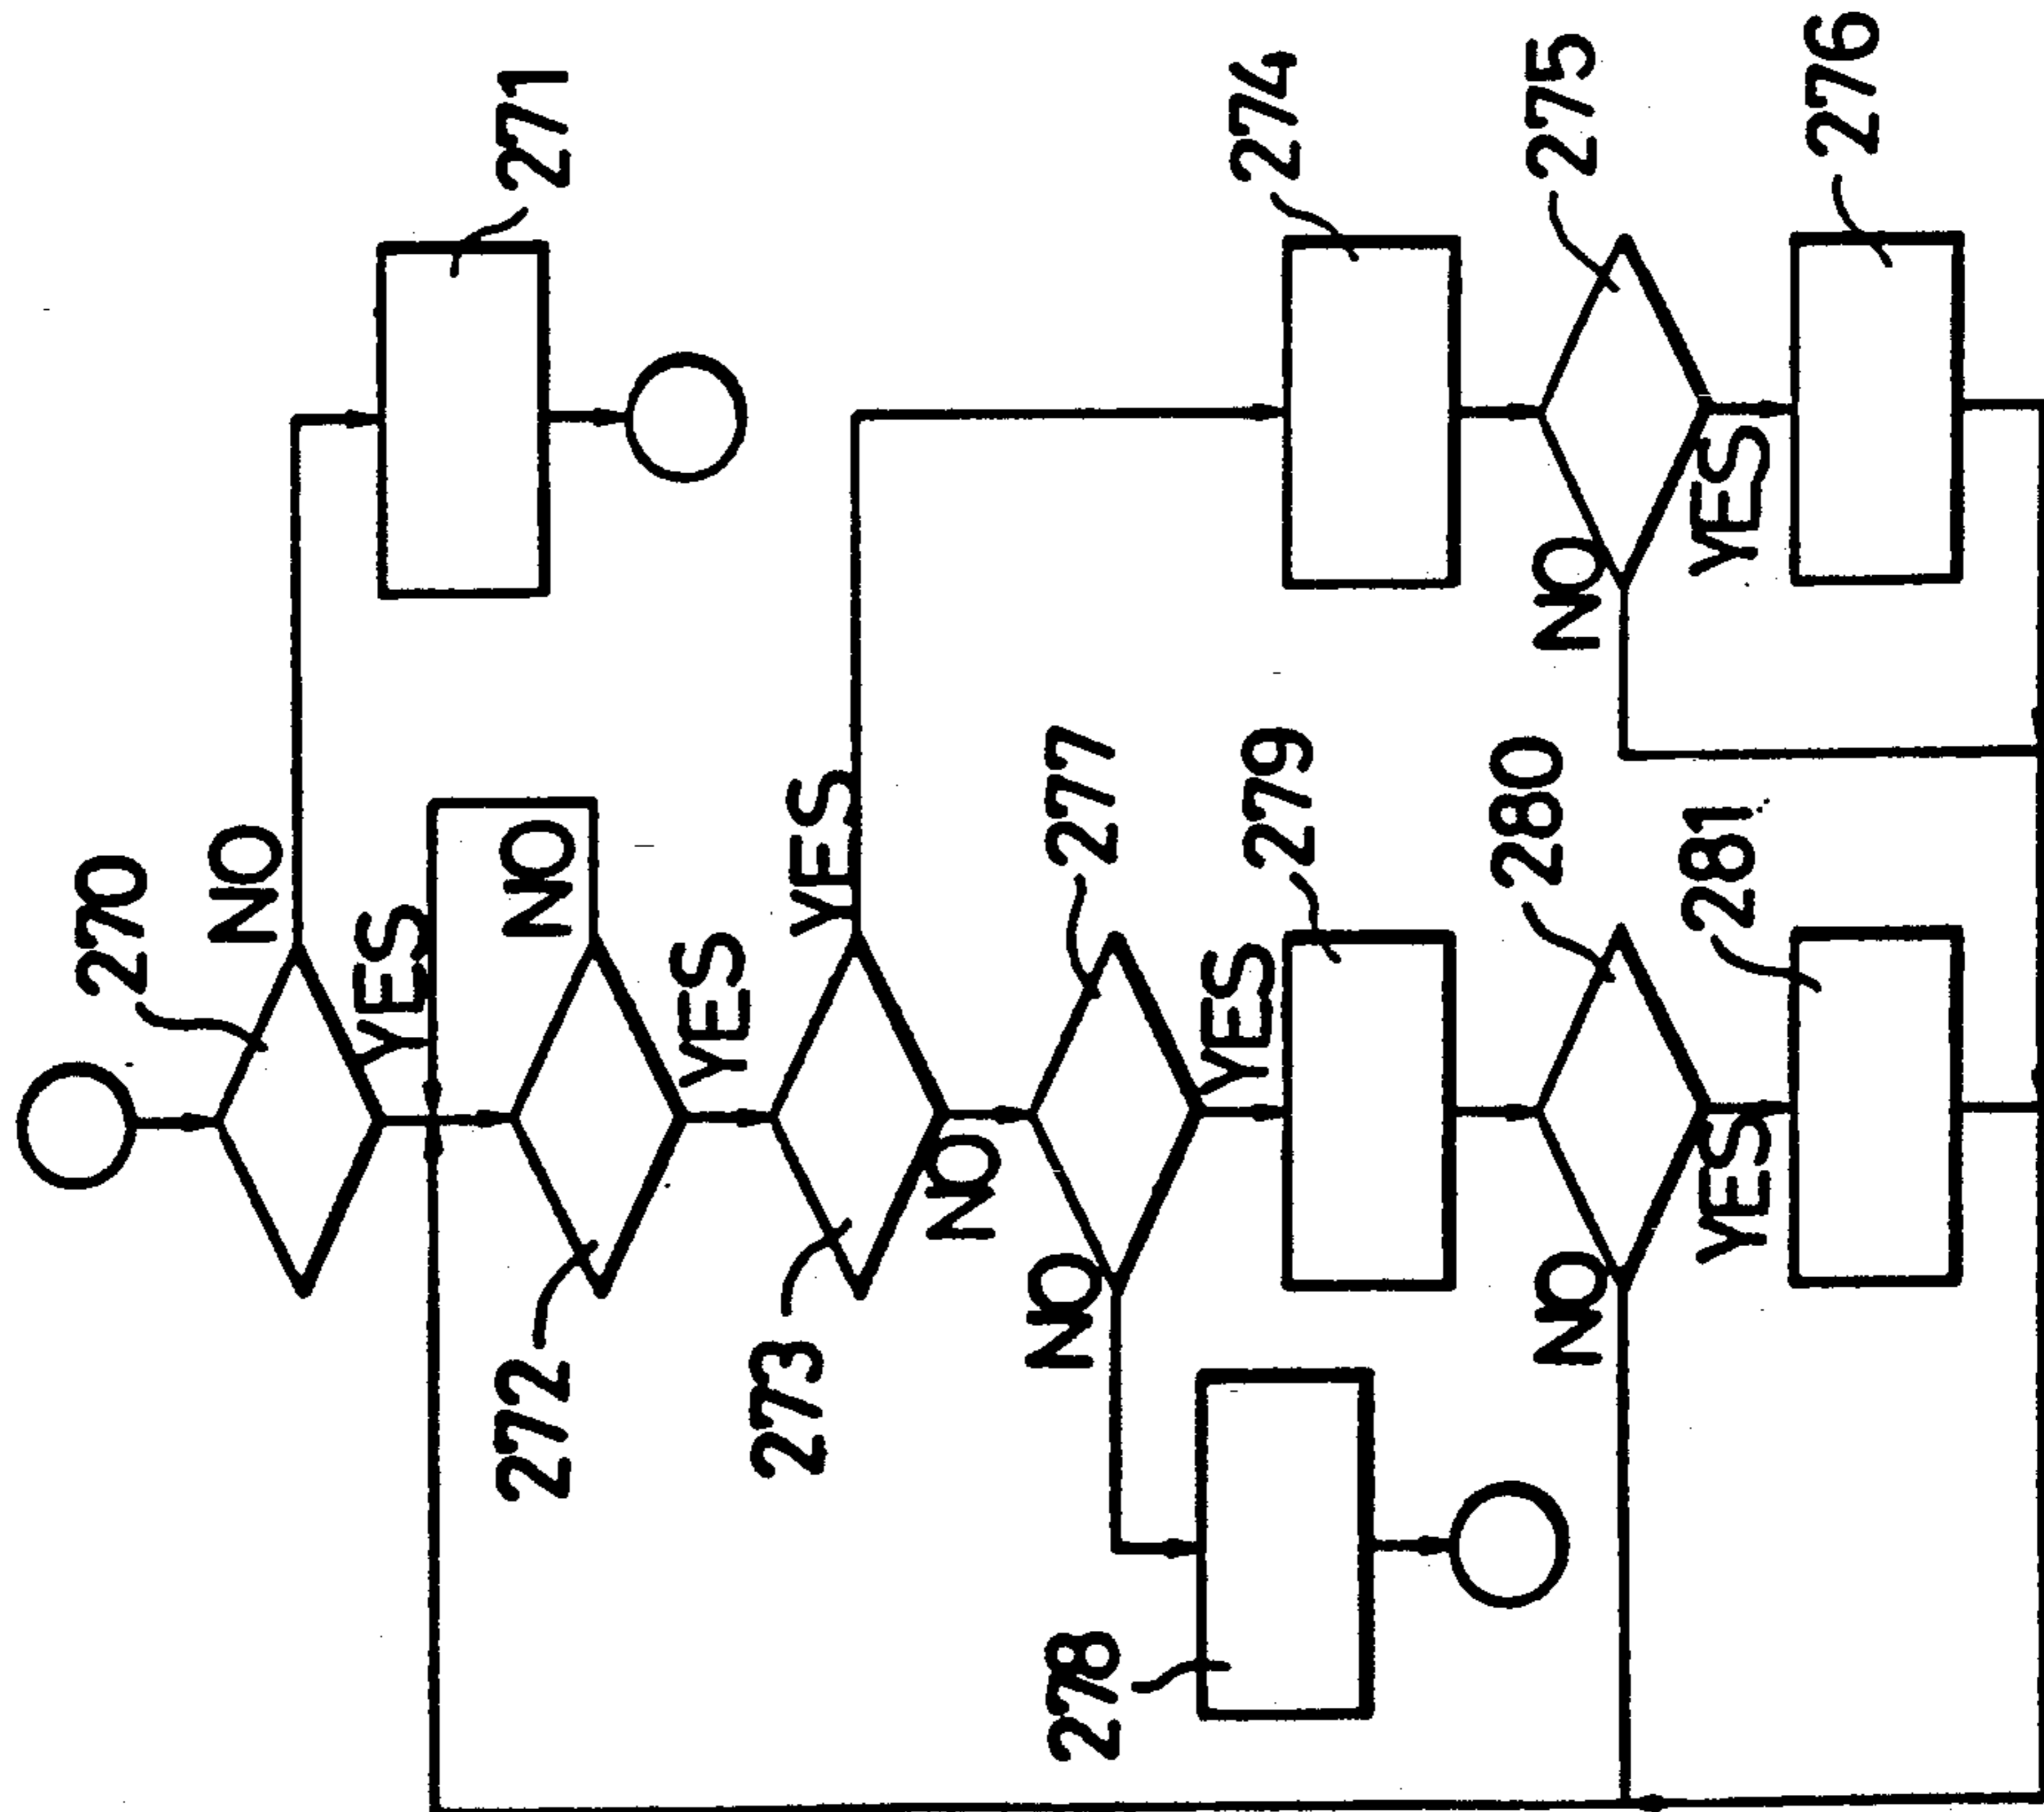 270
NO
YES
271
NO
272
YES
YES
273
NO
277
NO
YES
278
279
274
275
NO
YES
280
NO
YES
281
276